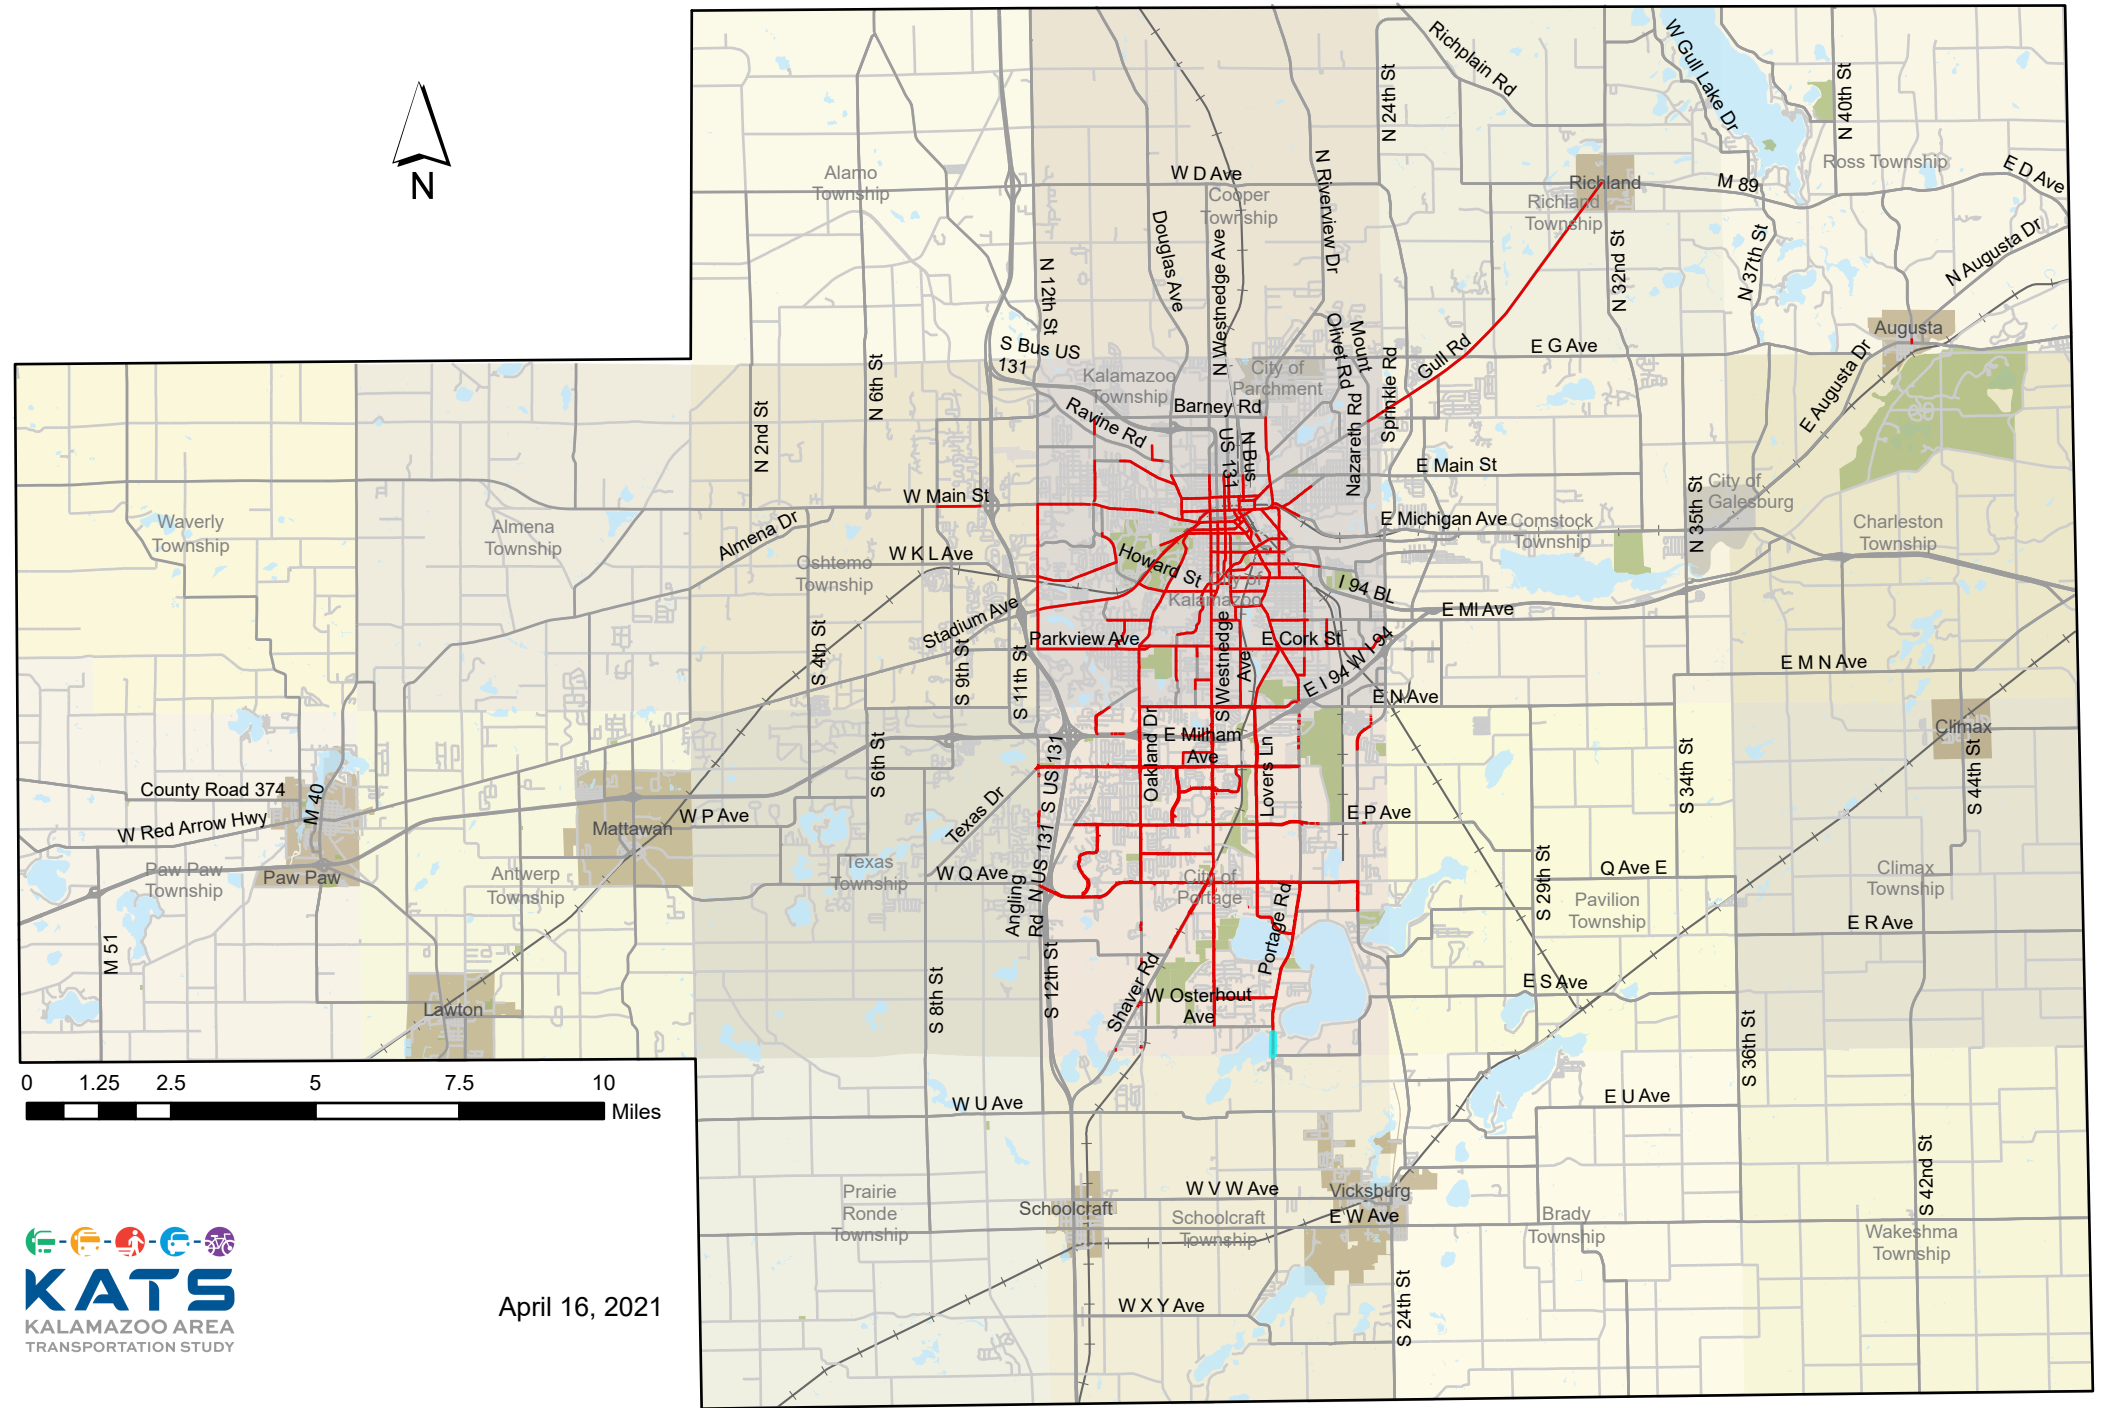 Richplain Rd
W Gull Lake Dr
N 24th St
N 40th St
N
Alamo
Township
W D Ave
Cooper
Township
N Riverview Dr
Richland
Richland
Township
M 89
Ross Township
E D Ave
Douglas Ave
N Westnedge Ave
N 12th St
N 32nd St
N 37th St
N Augusta Dr
Augusta
S Bus US
131
Kalamazoo
Township
City of
Parchment
Mount
Olivet Rd
Sprinkle Rd
Gull Rd
E G Ave
E Augusta Dr
N 6th St
N 2nd St
Ravine Rd
Barney Rd
N Bus
US 131
Nazareth Rd
E Main St
N 35th St
City of
Galesburg
W Main St
Almena Dr
Waverly
Township
Almena
Township
Oshtemo
Township
W K L Ave
Howard St
City of
Kalamazoo
E Michigan Ave
Comstock
Township
Charleston
Township
I 94 BL
E MI Ave
Stadium Ave
Parkview Ave
S Westnedge
Ave
E Cork St
E I 94 W I 94
S 4th St
S 9th St
S 11th St
E M N Ave
E N Ave
Climax
S 6th St
Oakland Dr
E Milham
Ave
Lovers Ln
S US 131
S 34th St
S 44th St
County Road 374
M 40
W Red Arrow Hwy
Mattawan
W P Ave
Texas Dr
E P Ave
Paw Paw
Township
Paw Paw
Antwerp
Township
Texas
Township
W Q Ave
N US 131
Angling
Rd
City of
Portage
Portage Rd
S 29th St
Q Ave E
Pavilion
Township
Climax
Township
E R Ave
M 51
Lawton
S 8th St
S 12th St
Shaver Rd
W Osterhout
Ave
E S Ave
S 36th St
0 1.25 2.5 5 7.5 10
Miles
W U Ave
E U Ave
S 42nd St
Prairie
Ronde
Township
Schoolcraft
W V W Ave
Schoolcraft
Township
Vicksburg
E W Ave
Brady
Township
Wakeshma
Township
KATS
KALAMAZOO AREA
TRANSPORTATION STUDY
April 16, 2021
W X Y Ave
S 24th St